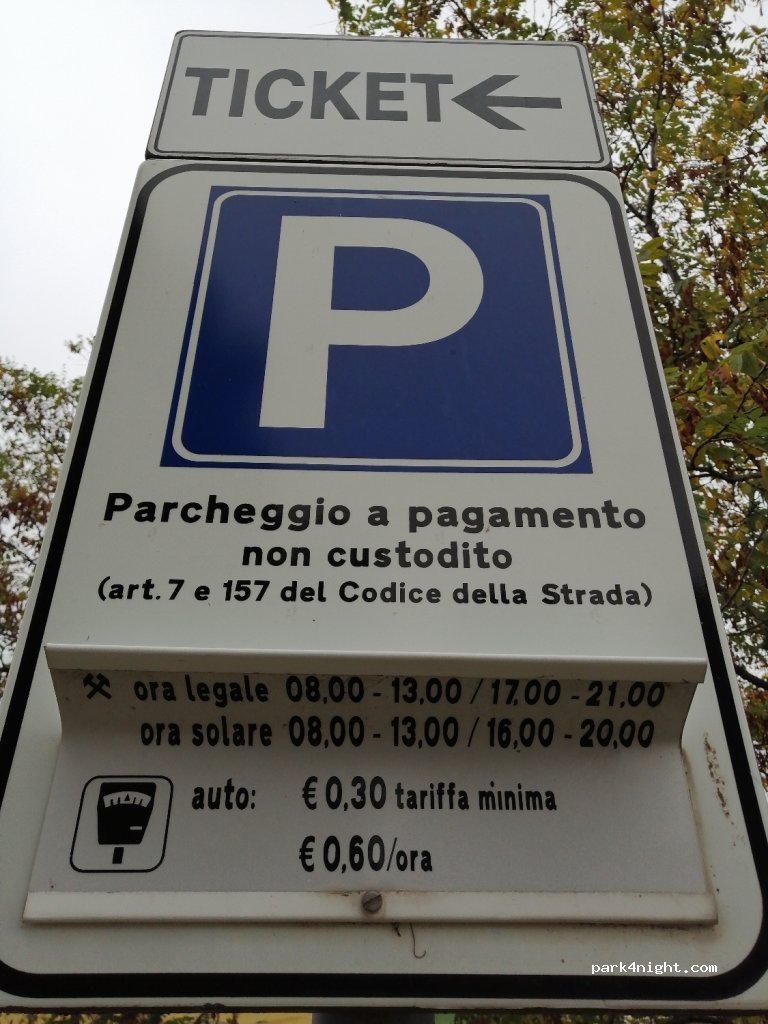 TICKET
P
Parcheggio a pagamento
non custodito
(art. 7 e 157 del Codice della Strada)
ora legale 08,00 - 13,00 / 17,00 - 21,00
ora solare 08,00 - 13,00 / 16,00 - 20,00
auto: € 0,30 tariffa minima
€ 0,60/ora
park4night.com